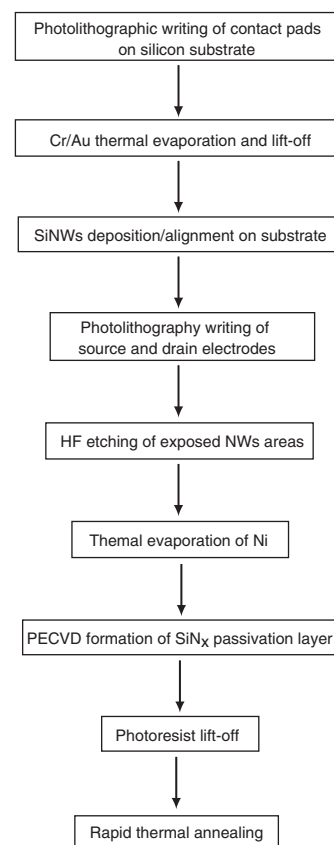 Photolithographic writing of contact pads
on silicon substrate
Cr/Au thermal evaporation and lift-off
SiNWs deposition/alignment on substrate
Photolithography writing of
source and drain electrodes
HF etching of exposed NWs areas
Themal evaporation of Ni
PECVD formation of SiNX passivation layer
Photoresist lift-off
Rapid thermal annealing